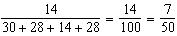 14/(30 + 28 + 14 + 28) = 14/100 = 7/50